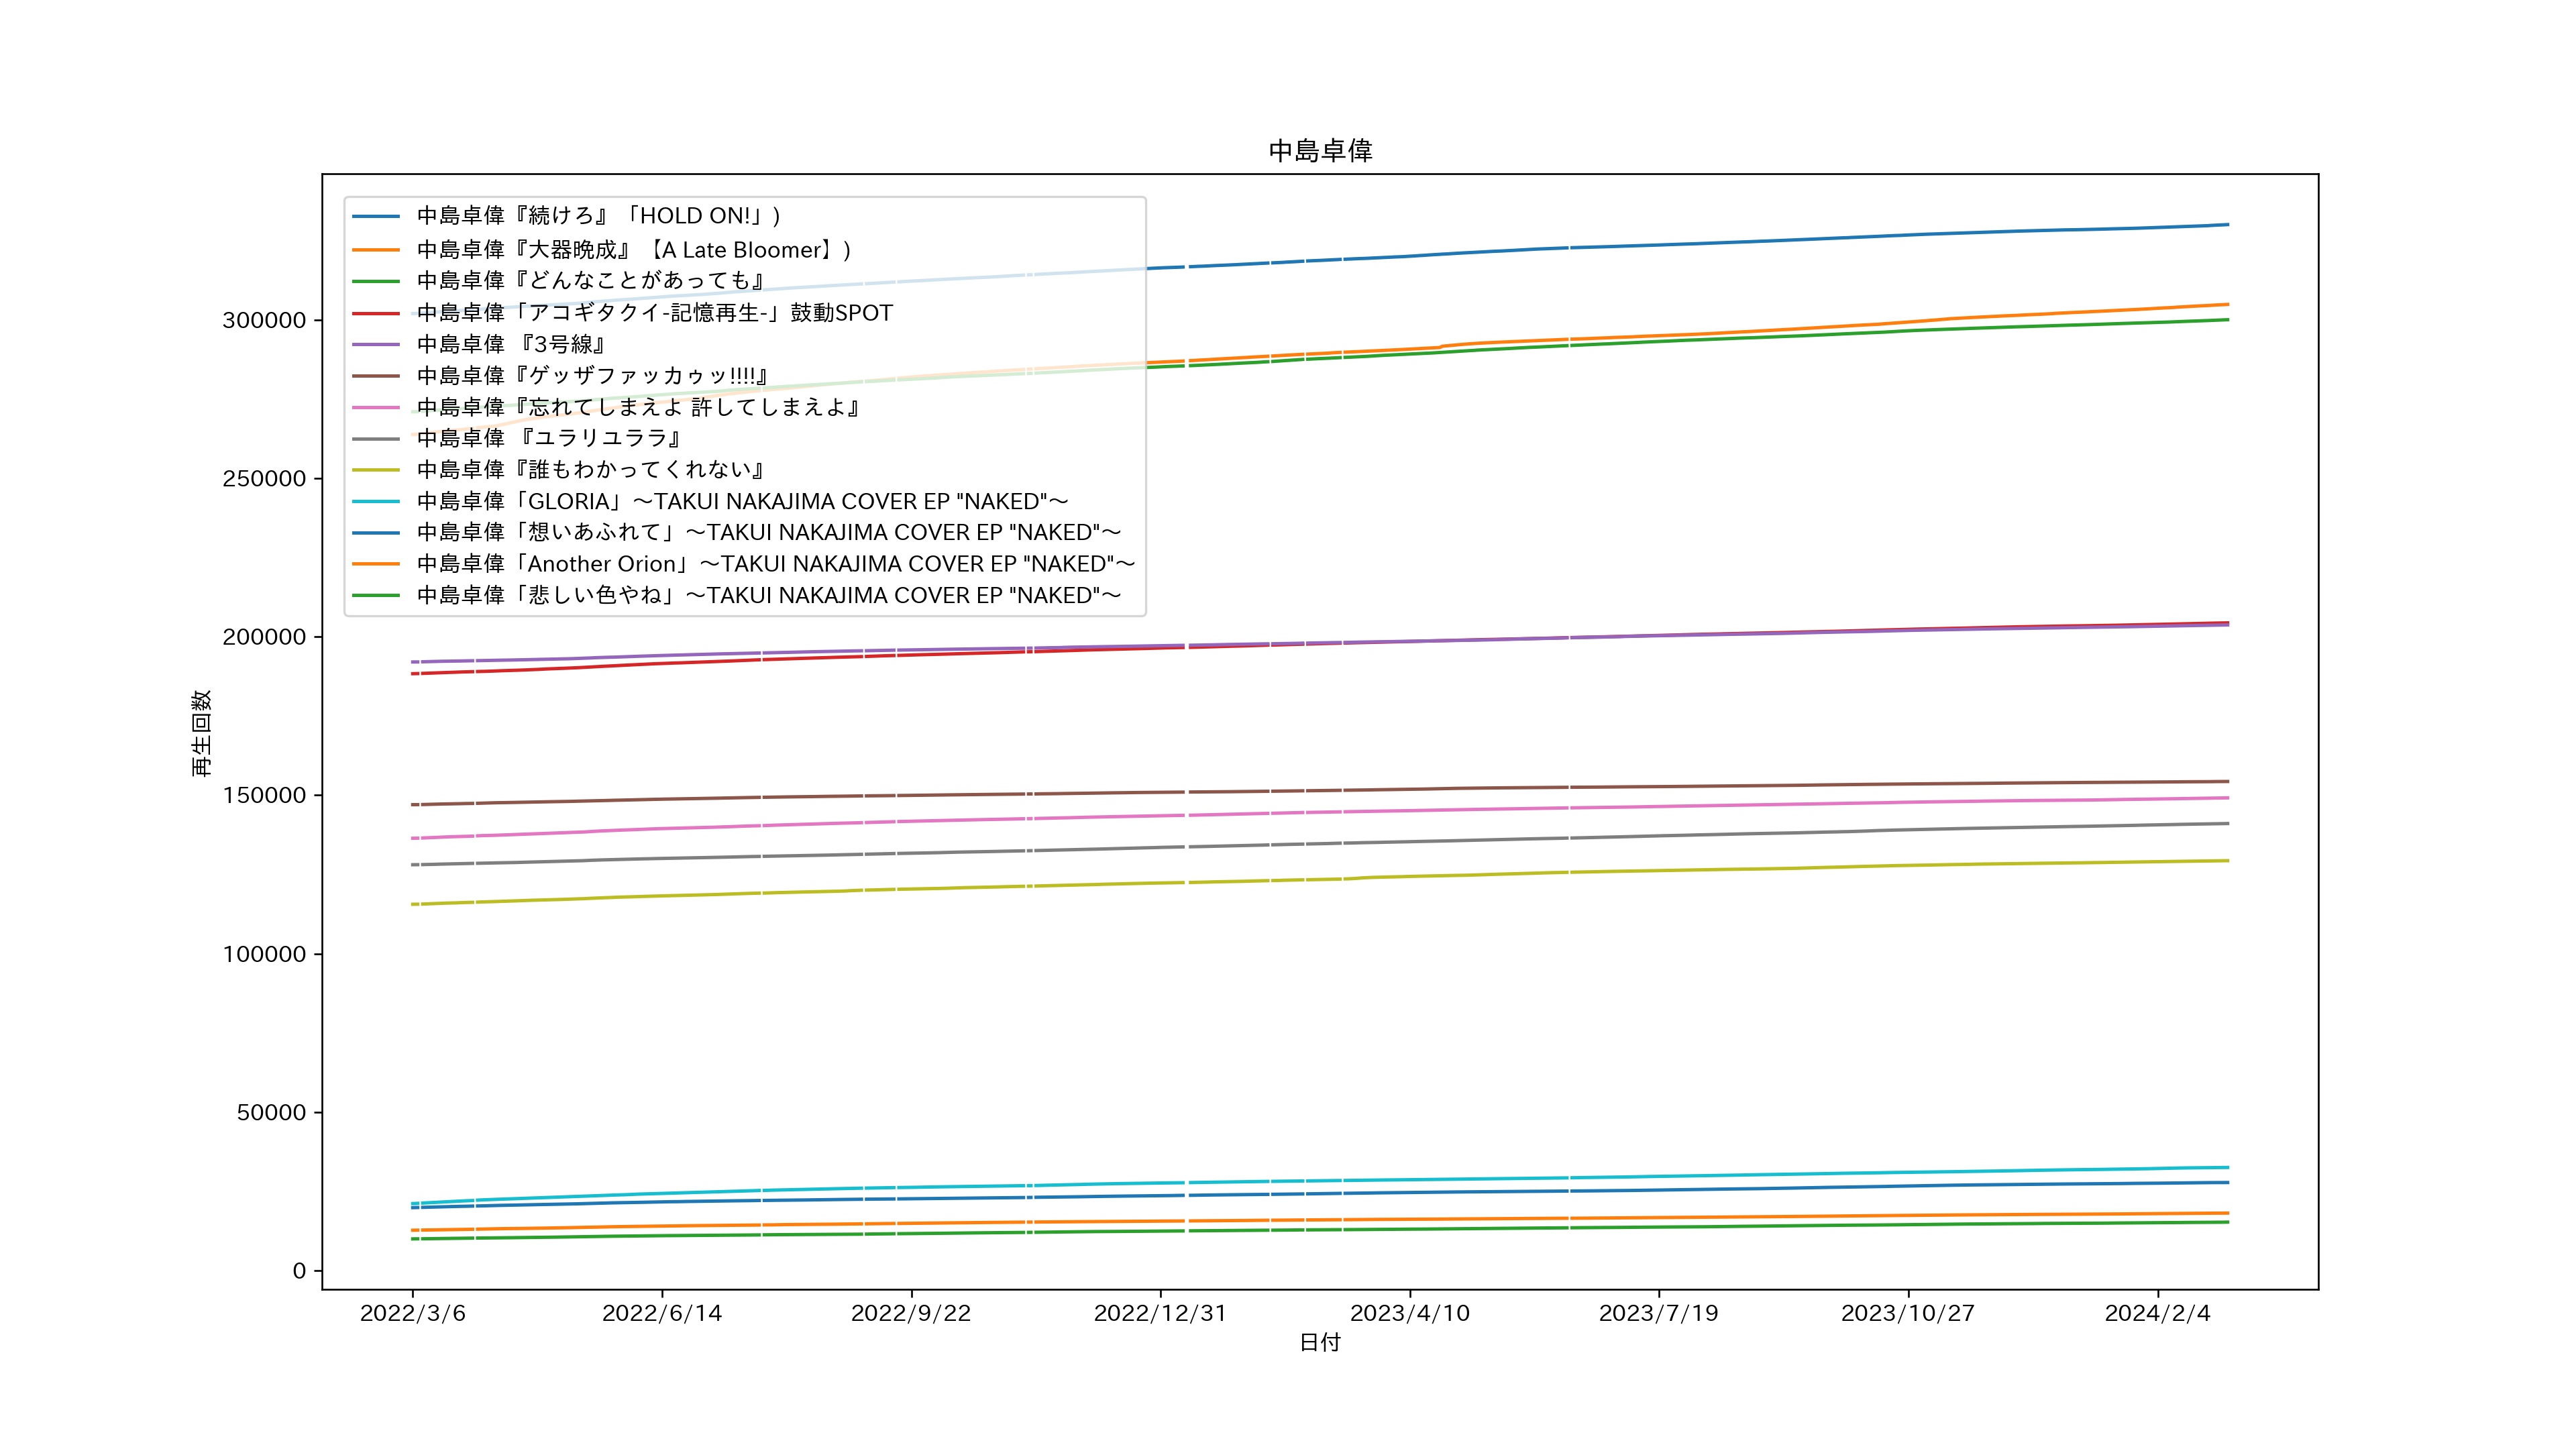 中島卓偉
中島卓偉『続けろ』「HOLD ON!」)
中島卓偉『大器晩成』【A Late Bloomer】)
中島卓偉『どんなことがあっても』
中島卓偉「アコギタクイ-記憶再生-」鼓動SPOT
中島卓偉 『3号線』
中島卓偉『ゲッザファッカゥッ!!!!』
中島卓偉『忘れてしまえよ 許してしまえよ』
中島卓偉 『ユラリユララ』
中島卓偉『誰もわかってくれない』
中島卓偉「GLORIA」～TAKUI NAKAJIMA COVER EP "NAKED"～
中島卓偉「想いあふれて」～TAKUI NAKAJIMA COVER EP "NAKED"～
中島卓偉「Another Orion」～TAKUI NAKAJIMA COVER EP "NAKED"～
中島卓偉「悲しい色やね」～TAKUI NAKAJIMA COVER EP "NAKED"～
300000
250000
200000
150000
100000
50000
0
再生回数
2022/3/6 2022/6/14 2022/9/22 2022/12/31 2023/4/10 2023/7/19 2023/10/27 2024/2/4
日付